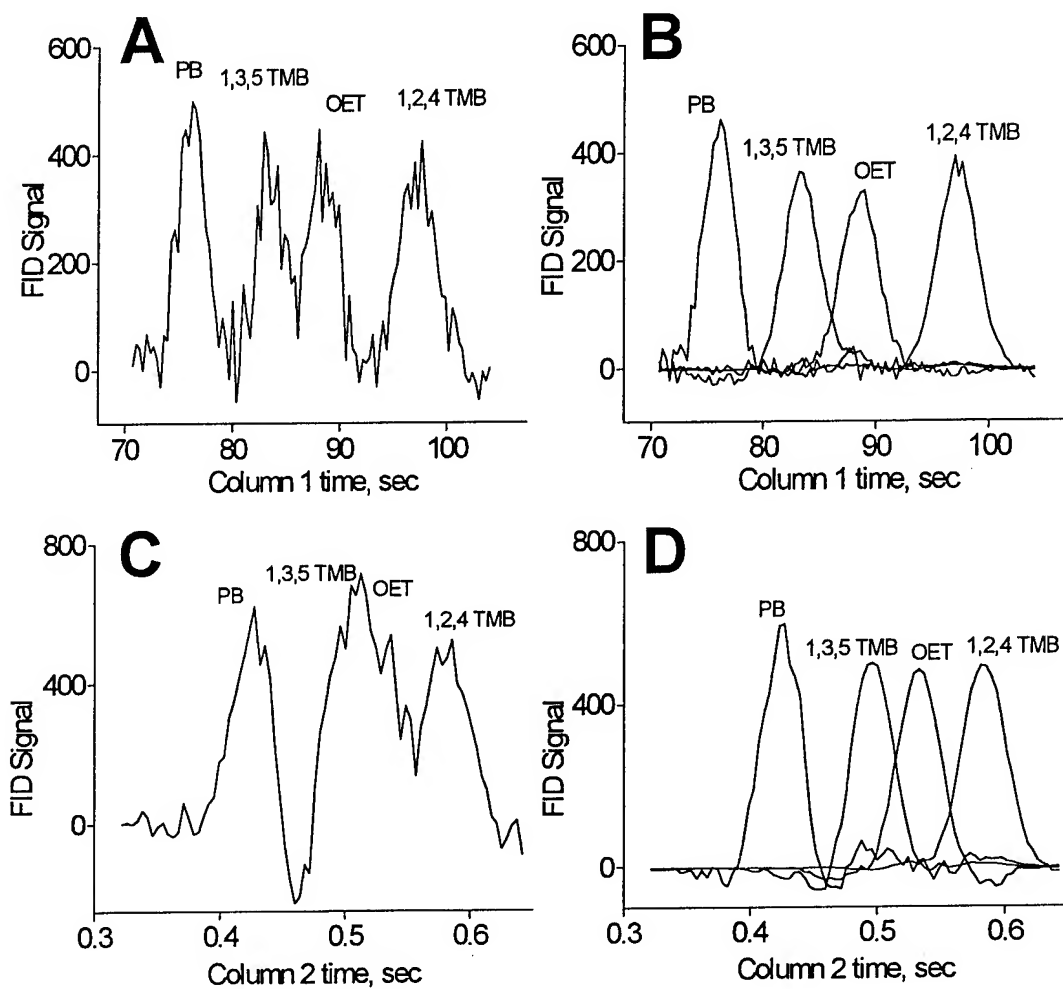 A
600
400
200
0
FID Signal
PB
1,3,5 TMB
OET
1,2,4 TMB
70 80 90 100
Column 1 time, sec
B
600
400
200
0
FID Signal
PB
1,3,5 TMB
OET
1,2,4 TMB
70 80 90 100
Column 1 time, sec
C
800
400
0
FID Signal
PB
1,3,5 TMB
OET
1,2,4 TMB
0.3 0.4 0.5 0.6
Column 2 time, sec
D
800
400
0
FID Signal
PB
1,3,5 TMB
OET
1,2,4 TMB
0.3 0.4 0.5 0.6
Column 2 time, sec